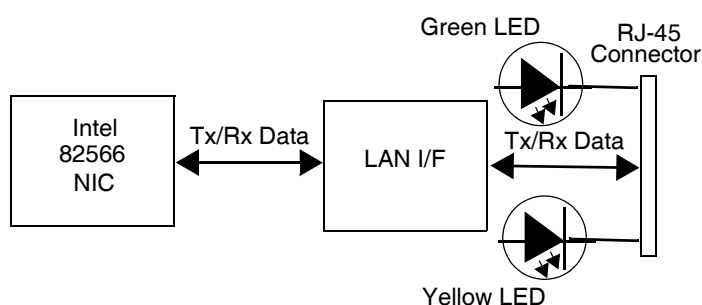 Green LED
RJ-45
Connector
Intel
82566
NIC
Tx/Rx Data
LAN I/F
Tx/Rx Data
Yellow LED